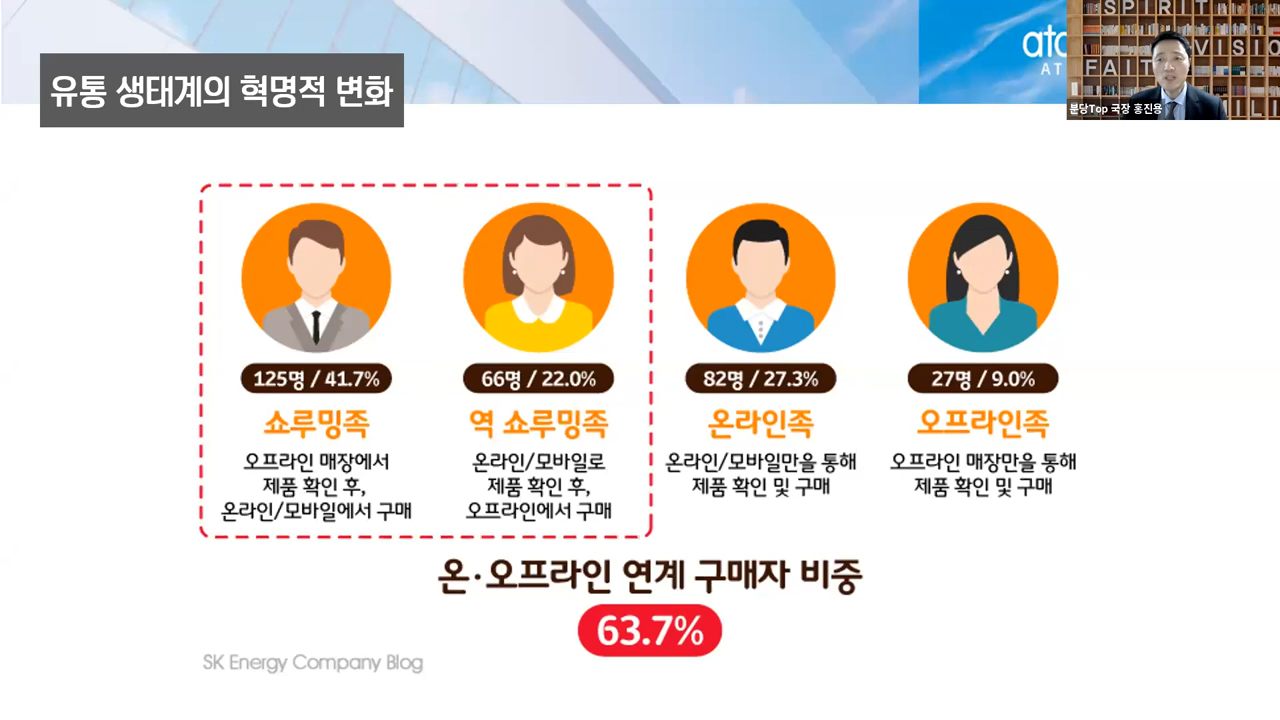 유통 생태계의 혁명적 변화
SPIRIT
VISIO
FAIT
분당Top 국장 홍진용
125명 / 41.7%
쇼루밍족
오프라인 매장에서
제품 확인 후,
온라인/모바일에서 구매
66명 / 22.0%
역 쇼루밍족
온라인/모바일로
제품 확인 후,
오프라인에서 구매
82명 / 27.3%
온라인족
온라인/모바일만을 통해
제품 확인 및 구매
27명 / 9.0%
오프라인족
오프라인 매장만을 통해
제품 확인 및 구매
온·오프라인 연계 구매자 비중
63.7%
SK Energy Company Blog